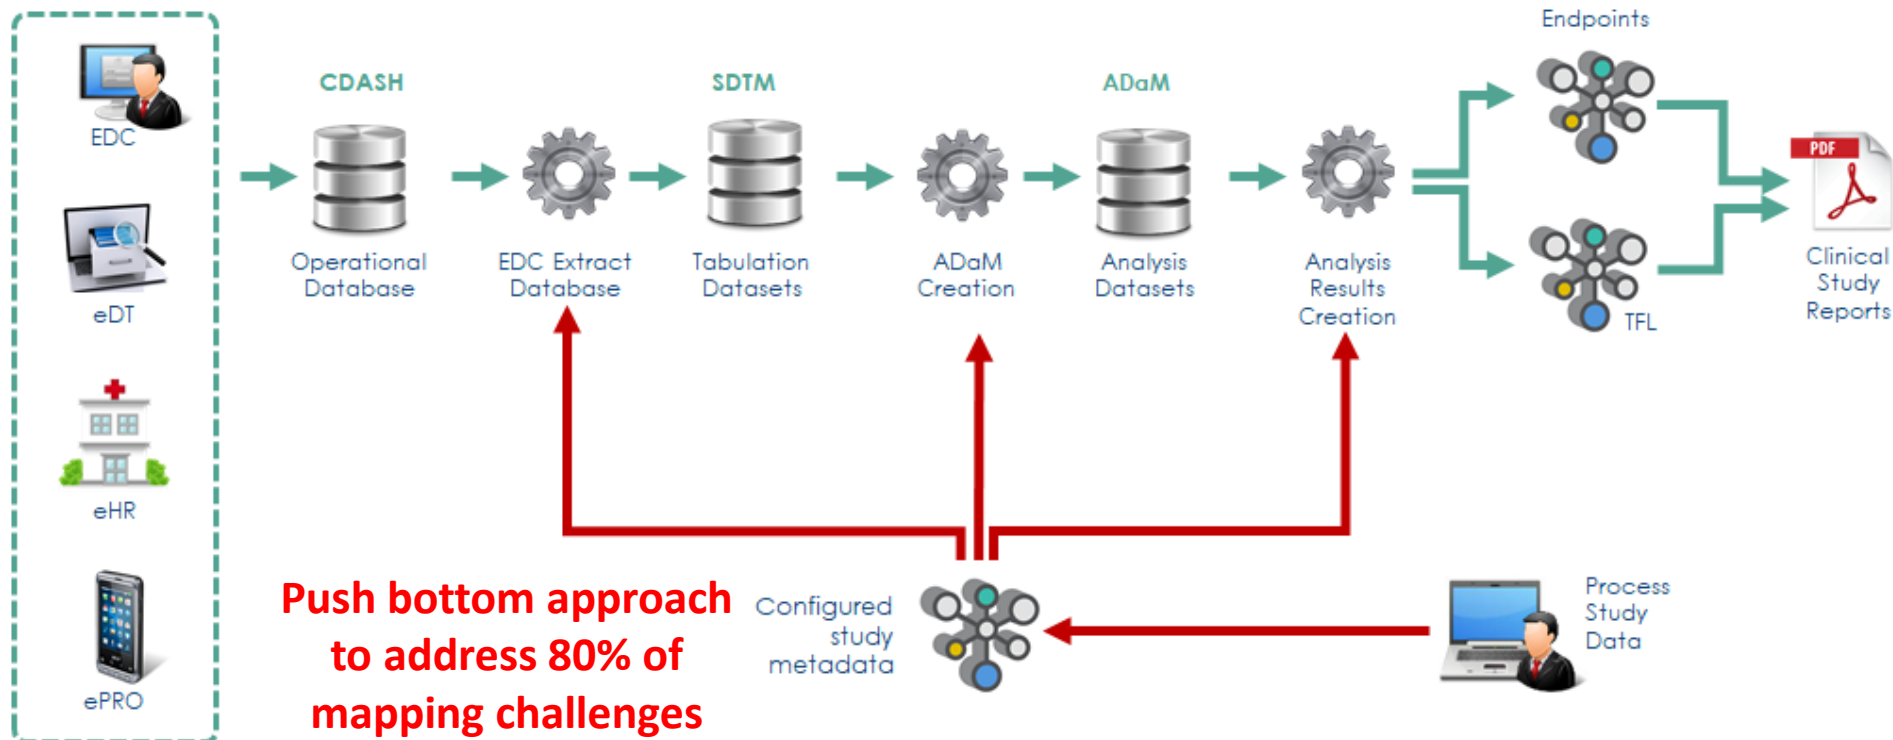 EDC
eDT
eHR
ePRO
CDASH
Operational
Database
EDC Extract
Database
SDTM
Tabulation
Datasets
ADaM
Creation
ADaM
Analysis
Datasets
Analysis
Results
Creation
Endpoints
TFL
PDF
Clinical
Study
Reports
Push bottom approach
to address 80% of
mapping challenges
Configured
study
metadata
Process
Study
Data